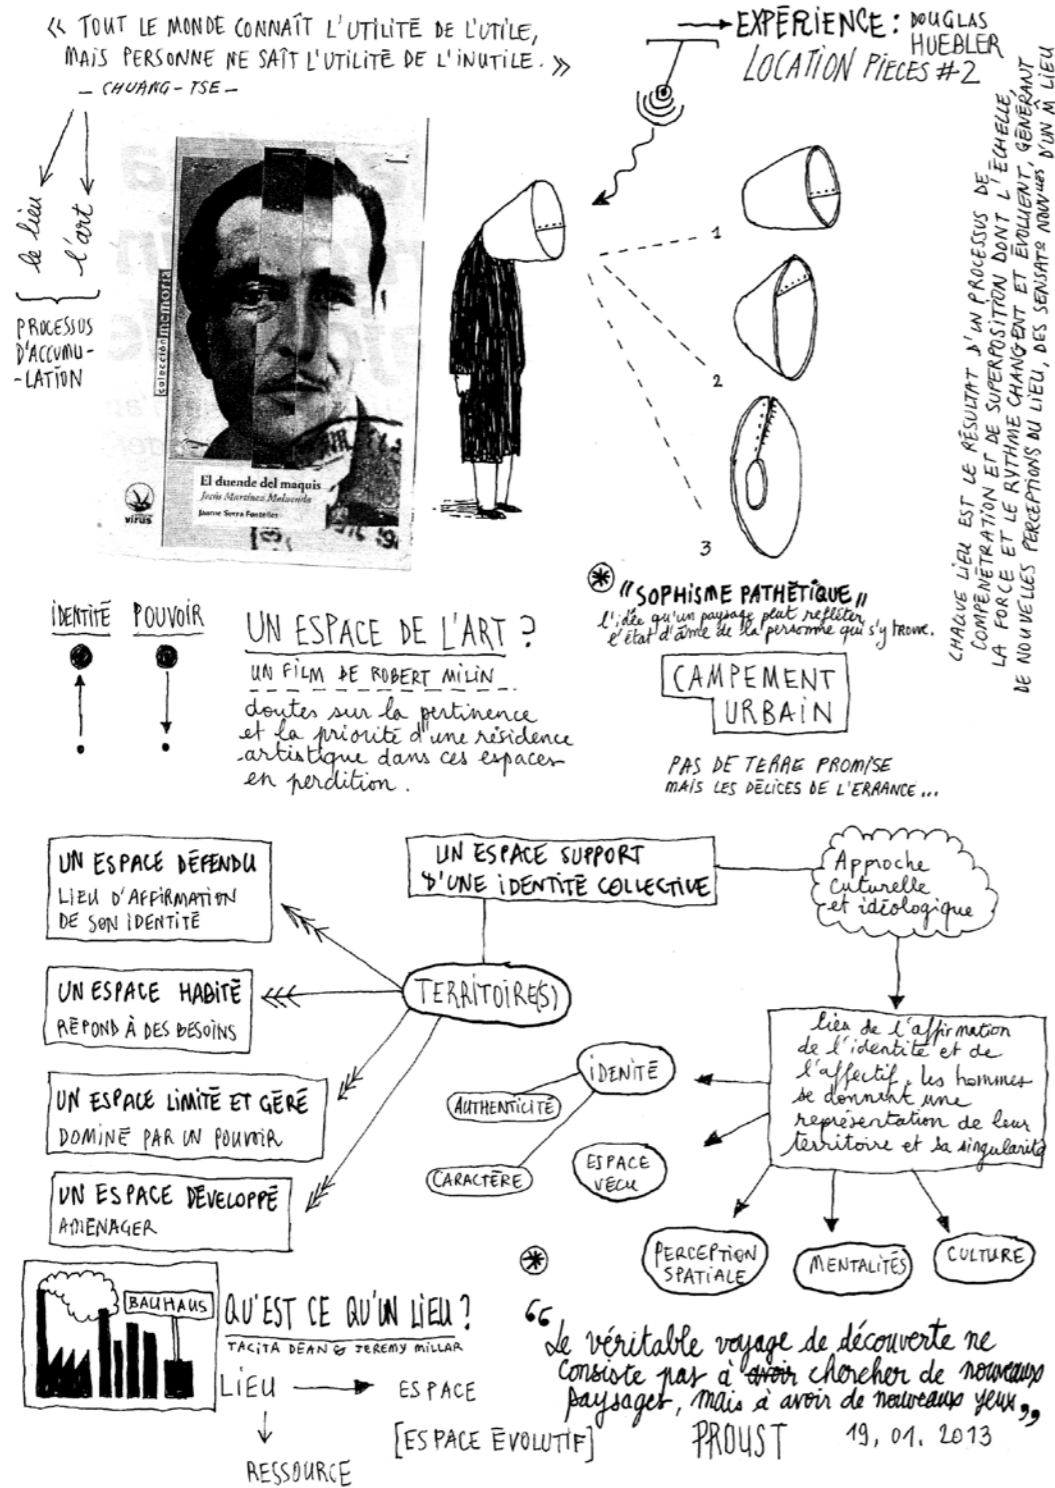 « TOUT LE MONDE CONNAÎT L'UTILITÉ DE L'UTILE,
MAIS PERSONNE NE SAÎT L'UTILITÉ DE L'INUTILE. »
– CHUANG-TSE –
le lieu
l'art
PROCESSUS
D'ACCUMU-
-LATION
colección memoria
El duende del maquis
Jesús Martínez Maluenda
Jaume Serra Fontelles
virus
EXPÉRIENCE : DOUGLAS
HUEBLER
LOCATION PIECES #2
1
2
3
CHAQUE LIEU EST LE RÉSULTAT D'UN PROCESSUS DE
COMPÉNÉTRATION ET DE SUPERPOSITION DONT L'ÉCHELLE,
LA FORCE ET LE RYTHME CHANGENT ET ÉVOLUENT, GÉNÉRANT
DE NOUVELLES PERCEPTIONS DU LIEU, DES SENSAT° NOUVLLES D'UN M LIEU
* "SOPHISME PATHÉTIQUE"
l'idée qu'un paysage peut refléter
l'état d'âme de la personne qui s'y trouve.
CAMPEMENT
URBAIN
PAS DE TERRE PROMISE
MAIS LES DÉLICES DE L'ERRANCE...
IDENTITÉ POUVOIR
UN ESPACE DE L'ART ?
UN FILM DE ROBERT MILIN
doutes sur la pertinence
et la priorité d'une résidence
artistique dans ces espaces
en perdition.
UN ESPACE DÉFENDU
LIEU D'AFFIRMATION
DE SON IDENTITÉ
UN ESPACE HABITÉ
RÉPOND À DES BESOINS
UN ESPACE LIMITÉ ET GÉRÉ
DOMINÉ PAR UN POUVOIR
UN ESPACE DÉVELOPPÉ
AMÉNAGER
UN ESPACE SUPPORT
D'UNE IDENTITÉ COLLECTIVE
TERRITOIRE(S)
Approche
culturelle
et idéologique
lieu de l'affirmation
de l'identité et de
l'affectif, les hommes
se donnent une
représentation de leur
territoire et sa singularité
IDENITÉ
AUTHENTICITÉ
CARACTÈRE
ESPACE
VÉCU
PERCEPTION
SPATIALE
MENTALITÉS
CULTURE
BAUHAUS
QU'EST CE QU'UN LIEU ?
TACITA DEAN & JEREMY MILLAR
LIEU
ESPACE
[ESPACE ÉVOLUTIF]
RESSOURCE
*
“Le véritable voyage de découverte ne
consiste pas à avoir chercher de nouveaux
paysages, mais à avoir de nouveaux yeux”
PROUST 19, 01. 2013